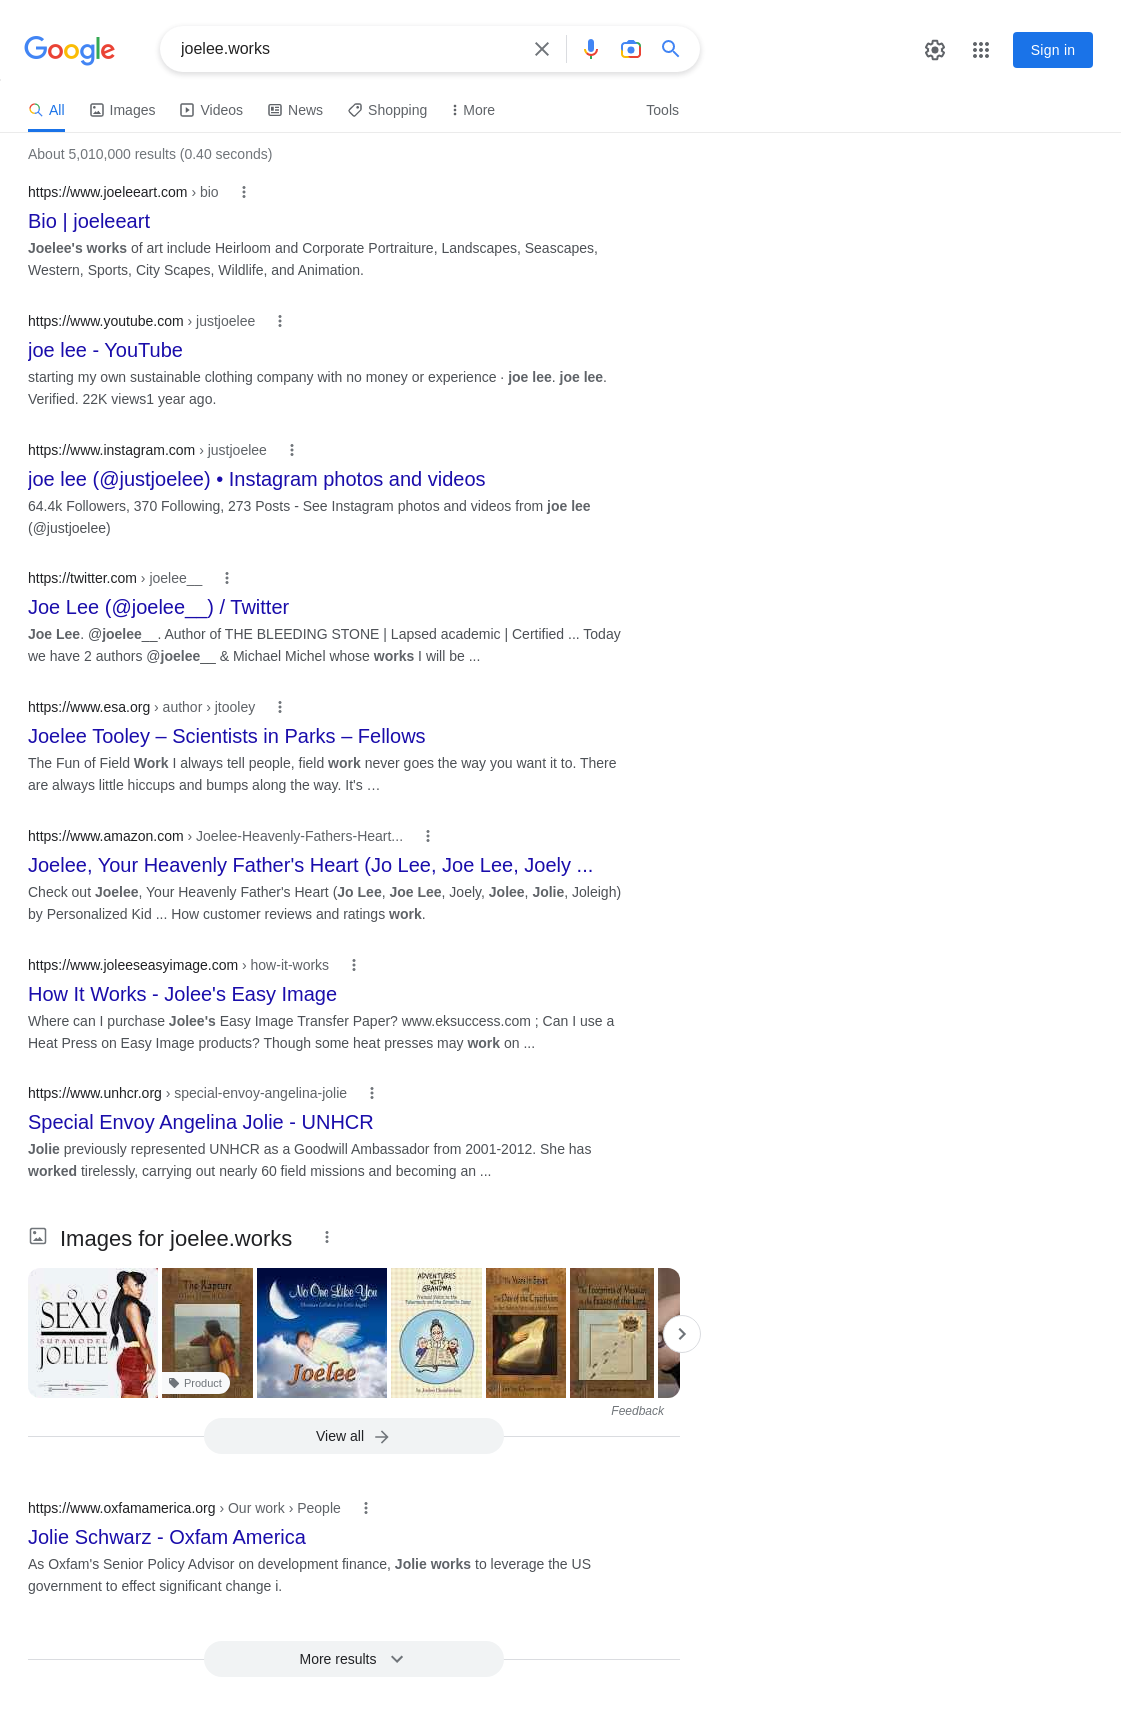 Google
joelee.works
Sign in
All
Images
Videos
News
Shopping
More
Tools
About 5,010,000 results (0.40 seconds)
https://www.joeleeart.com › bio
Bio | joeleeart
Joelee's works of art include Heirloom and Corporate Portraiture, Landscapes, Seascapes,
Western, Sports, City Scapes, Wildlife, and Animation.
https://www.youtube.com › justjoelee
joe lee - YouTube
starting my own sustainable clothing company with no money or experience · joe lee. joe lee.
Verified. 22K views1 year ago.
https://www.instagram.com › justjoelee
joe lee (@justjoelee) • Instagram photos and videos
64.4k Followers, 370 Following, 273 Posts - See Instagram photos and videos from joe lee
(@justjoelee)
https://twitter.com › joelee__
Joe Lee (@joelee__) / Twitter
Joe Lee. @joelee__. Author of THE BLEEDING STONE | Lapsed academic | Certified ... Today
we have 2 authors @joelee__ & Michael Michel whose works I will be ...
https://www.esa.org › author › jtooley
Joelee Tooley – Scientists in Parks – Fellows
The Fun of Field Work I always tell people, field work never goes the way you want it to. There
are always little hiccups and bumps along the way. It's …
https://www.amazon.com › Joelee-Heavenly-Fathers-Heart...
Joelee, Your Heavenly Father's Heart (Jo Lee, Joe Lee, Joely ...
Check out Joelee, Your Heavenly Father's Heart (Jo Lee, Joe Lee, Joely, Jolee, Jolie, Joleigh)
by Personalized Kid ... How customer reviews and ratings work.
https://www.joleeseasyimage.com › how-it-works
How It Works - Jolee's Easy Image
Where can I purchase Jolee's Easy Image Transfer Paper? www.eksuccess.com ; Can I use a
Heat Press on Easy Image products? Though some heat presses may work on ...
https://www.unhcr.org › special-envoy-angelina-jolie
Special Envoy Angelina Jolie - UNHCR
Jolie previously represented UNHCR as a Goodwill Ambassador from 2001-2012. She has
worked tirelessly, carrying out nearly 60 field missions and becoming an ...
Images for joelee.works
SOO
SEXY
SUPAMODEL
JOELEE
The Rapture
Product
No One Like You
Joelee
ADVENTURES
WITH
GRANDMA
The Years in Egypt
The Day of the Crucifixion
The Footprints of Messiah
in the Feasts of the Lord
Feedback
View all
https://www.oxfamamerica.org › Our work › People
Jolie Schwarz - Oxfam America
As Oxfam's Senior Policy Advisor on development finance, Jolie works to leverage the US
government to effect significant change i.
More results